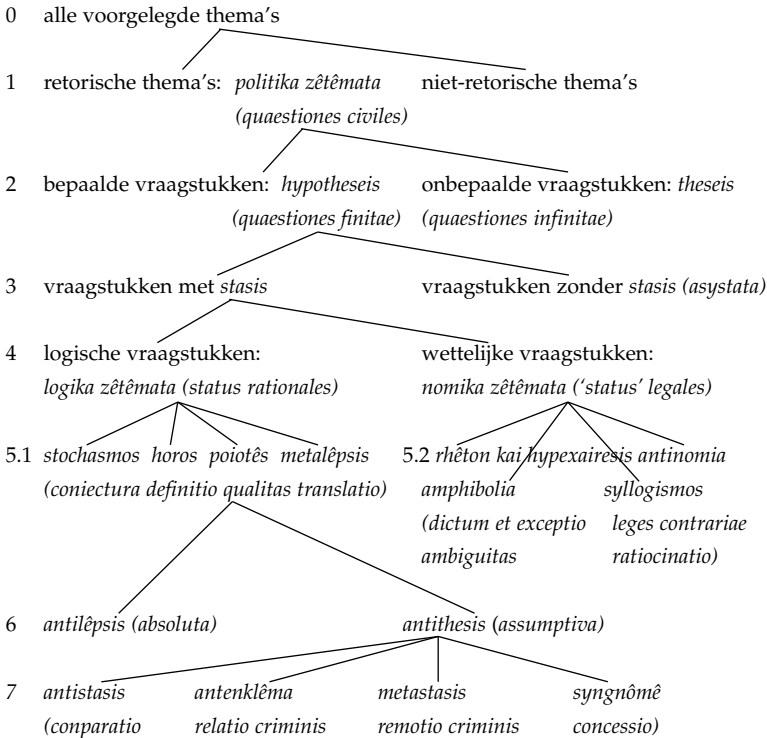 0 alle voorgelegde thema's
1 retorische thema's: politika zêtêmata niet-retorische thema's
(quaestiones civiles)
2 bepaalde vraagstukken: hypotheseis onbepaalde vraagstukken: theseis
(quaestiones finitae) (quaestiones infinitae)
3 vraagstukken met stasis vraagstukken zonder stasis (asystata)
4 logische vraagstukken: wettelijke vraagstukken:
logika zêtêmata (status rationales) nomika zêtêmata ('status' legales)
5.1 stochasmos horos poiotês metalêpsis 5.2 rhêton kai hypexairesis antinomia
(coniectura definitio qualitas translatio) amphibolia syllogismos
(dictum et exceptio leges contrariae
ambiguitas ratiocinatio)
6 antilêpsis (absoluta) antithesis (assumptiva)
7 antistasis antenklêma metastasis syngnômê
(conparatio relatio criminis remotio criminis concessio)